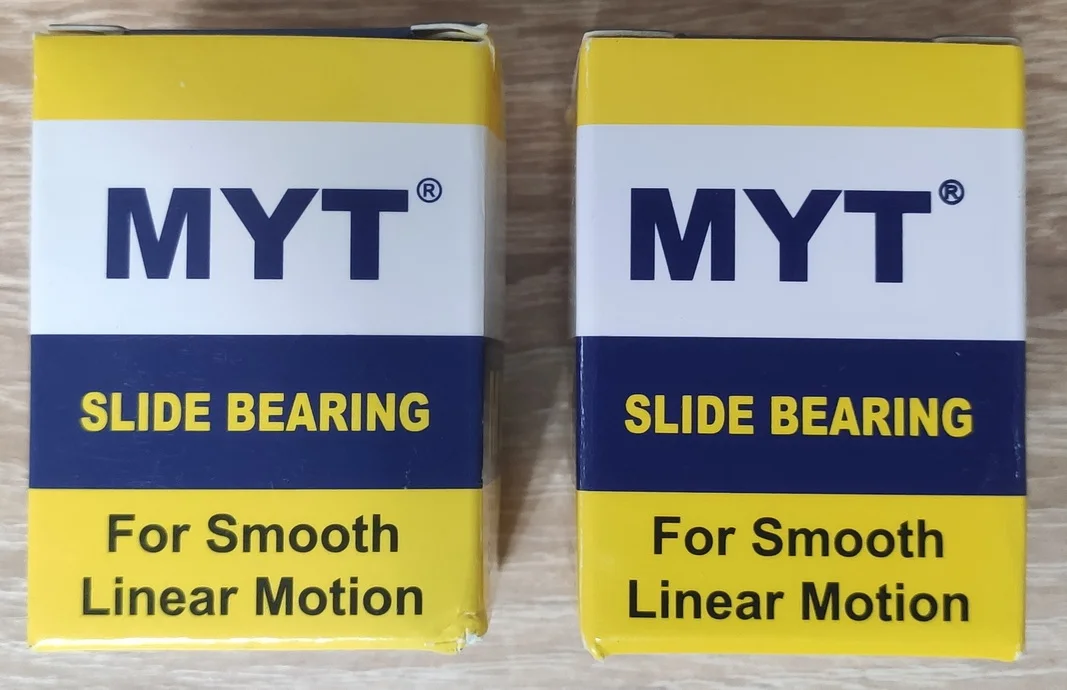 MYT®
SLIDE BEARING
For Smooth
Linear Motion
MYT®
SLIDE BEARING
For Smooth
Linear Motion